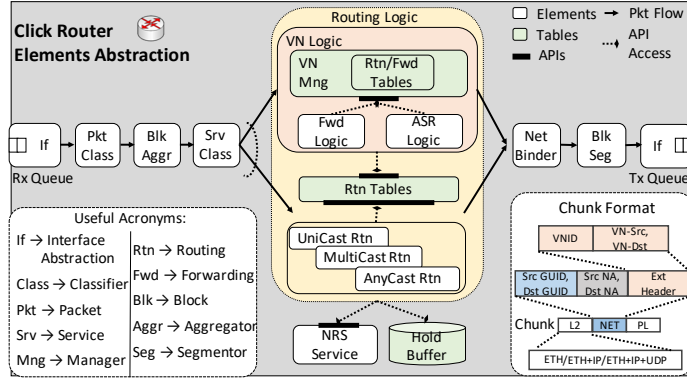 Click Router
Elements Abstraction
Routing Logic
VN Logic
VN
Mng
Rtn/Fwd
Tables
Fwd
Logic
ASR
Logic
Rtn Tables
UniCast Rtn
MultiCast Rtn
AnyCast Rtn
NRS
Service
Hold
Buffer
Elements
Tables
APIs
Pkt Flow
API
Access
If
Rx Queue
Pkt
Class
Blk
Aggr
Srv
Class
Net
Binder
Blk
Seg
If
Tx Queue
Useful Acronyms:
If → Interface
Abstraction
Class → Classifier
Pkt → Packet
Srv → Service
Mng → Manager
Rtn → Routing
Fwd → Forwarding
Blk → Block
Aggr → Aggregator
Seg → Segmentor
Chunk Format
VNID
VN-Src,
VN-Dst
Src GUID,
Dst GUID
Src NA,
Dst NA
Ext
Header
Chunk
L2
NET
PL
ETH/ETH+IP/ETH+IP+UDP